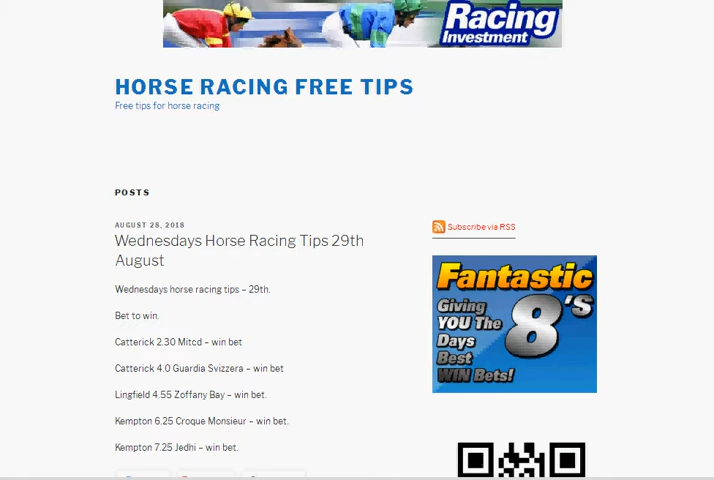 Racing
Investment
HORSE RACING FREE TIPS
Free tips for horse racing
POSTS
AUGUST 28, 2018
Wednesdays Horse Racing Tips 29th
August
Wednesdays horse racing tips – 29th.
Bet to win.
Catterick 2.30 Mitcd – win bet
Catterick 4.0 Guardia Svizzera – win bet
Lingfield 4.55 Zoffany Bay – win bet.
Kempton 6.25 Croque Monsieur – win bet.
Kempton 7.25 Jedhi – win bet.
Subscribe via RSS
Fantastic
8'S
Giving
YOU The
Days
Best
WIN Bets!